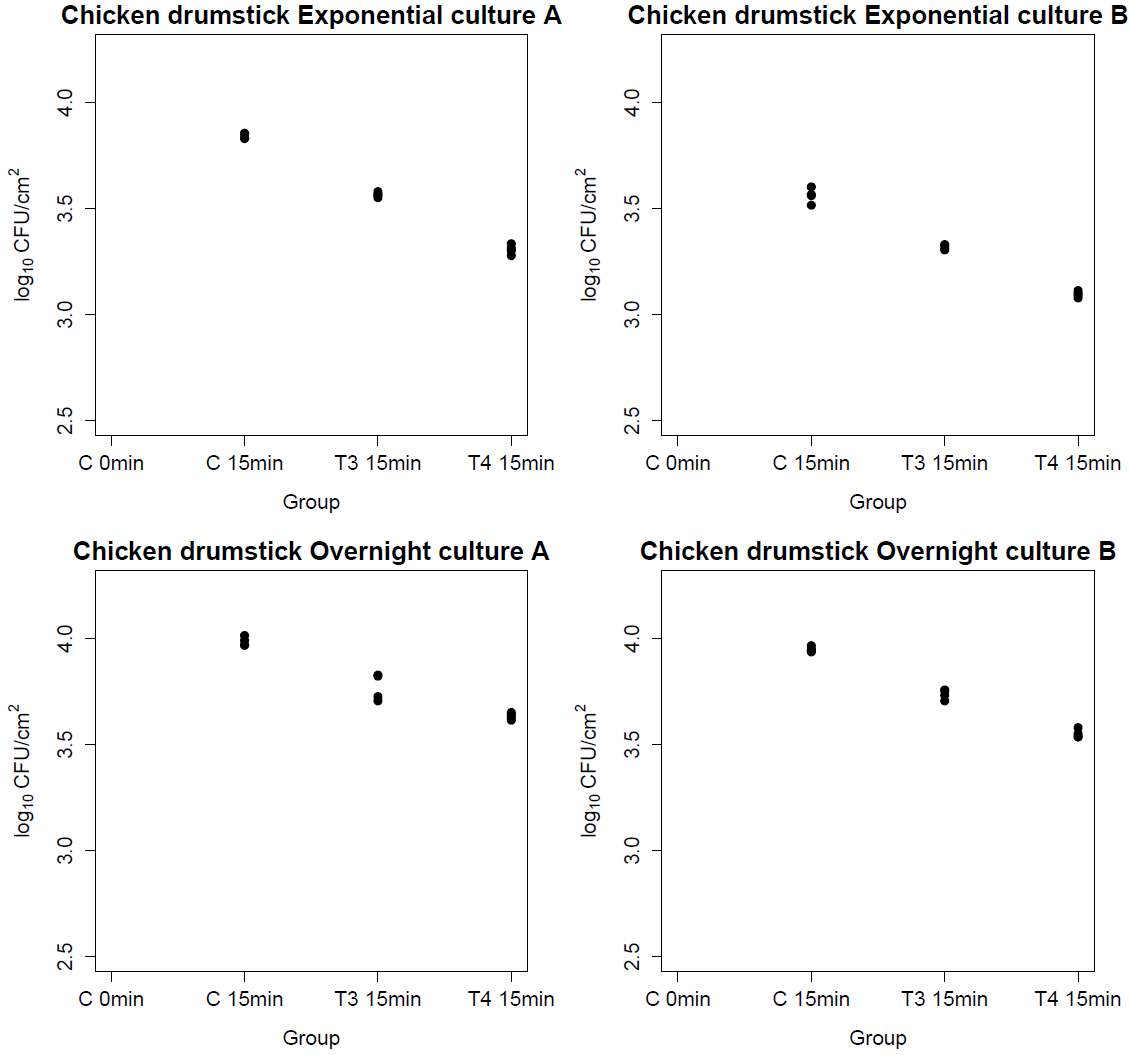 Chicken drumstick Exponential culture A
4.0
3.5
3.0
2.5
log10 CFU/cm2
C 0min C 15min T3 15min T4 15min
Group
Chicken drumstick Exponential culture B
4.0
3.5
3.0
2.5
log10 CFU/cm2
C 0min C 15min T3 15min T4 15min
Group
Chicken drumstick Overnight culture A
4.0
3.5
3.0
2.5
log10 CFU/cm2
C 0min C 15min T3 15min T4 15min
Group
Chicken drumstick Overnight culture B
4.0
3.5
3.0
2.5
log10 CFU/cm2
C 0min C 15min T3 15min T4 15min
Group